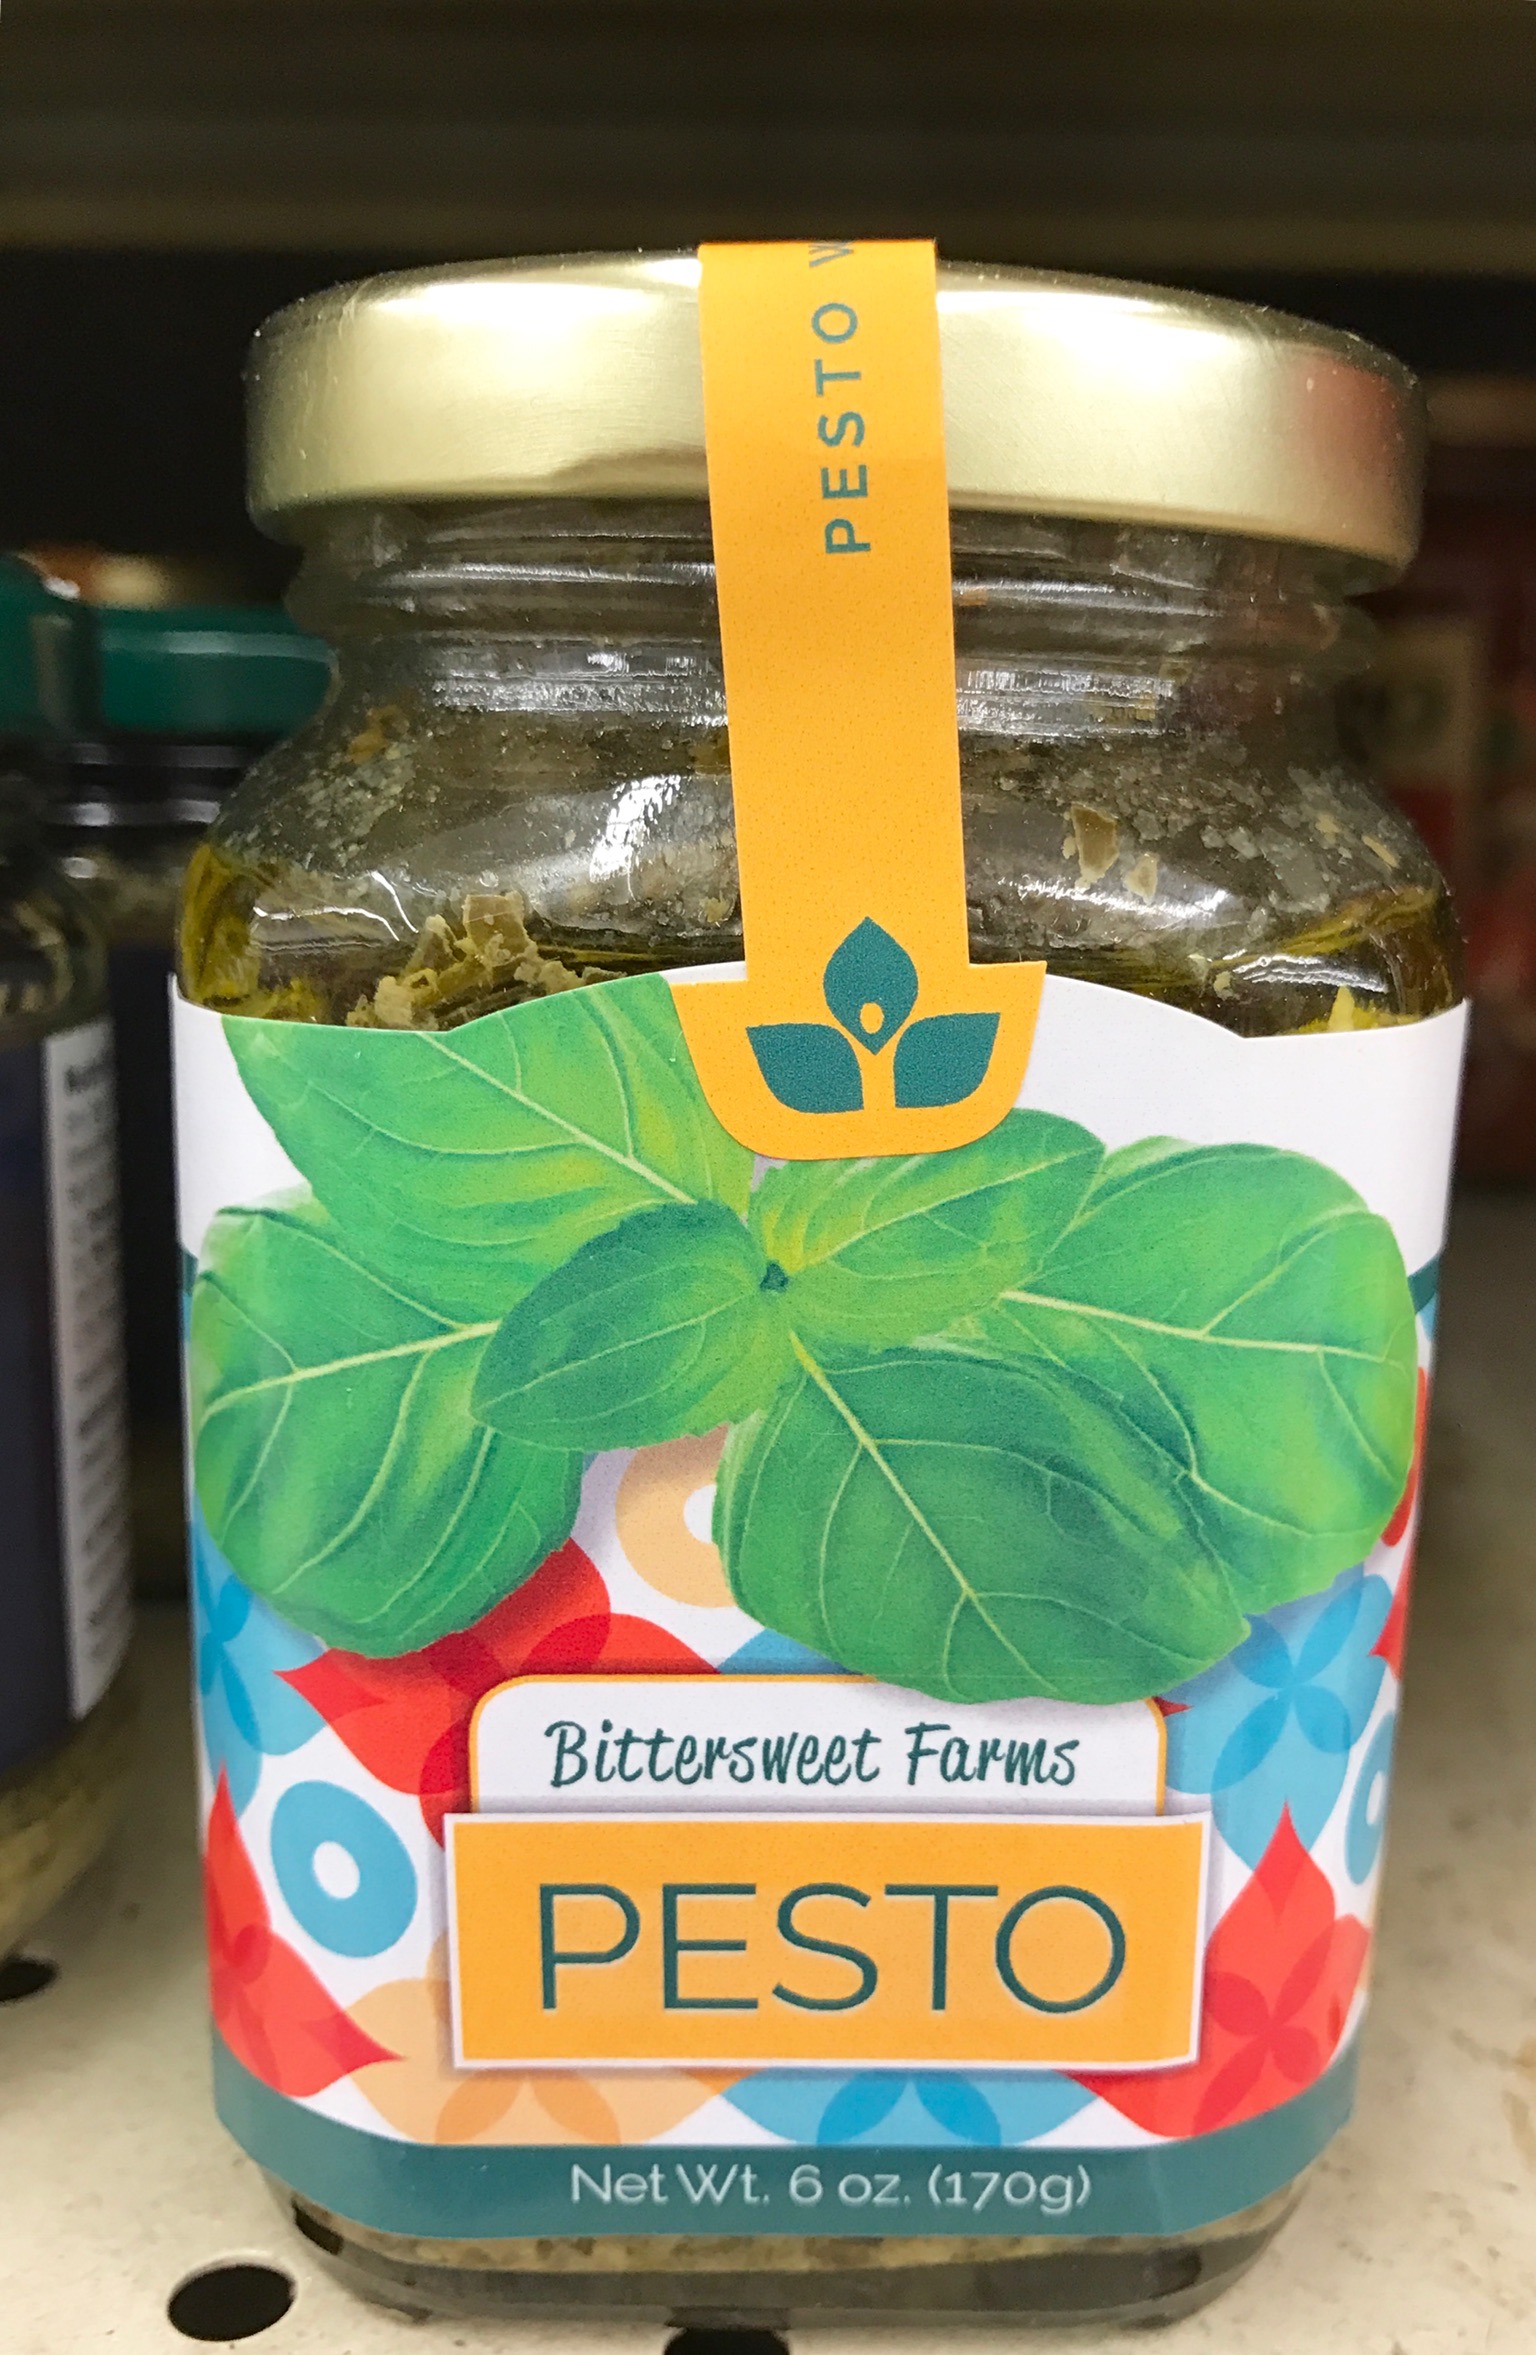 PESTO
Bittersweet Farms
PESTO
Net Wt. 6 oz. (170g)